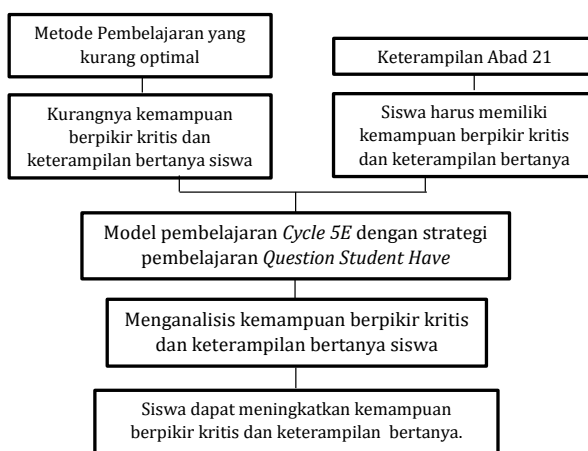 Metode Pembelajaran yang
kurang optimal
Keterampilan Abad 21
Kurangnya kemampuan
berpikir kritis dan
keterampilan bertanya siswa
Siswa harus memiliki
kemampuan berpikir kritis
dan keterampilan bertanya
Model pembelajaran Cycle 5E dengan strategi
pembelajaran Question Student Have
Menganalisis kemampuan berpikir kritis
dan keterampilan bertanya siswa
Siswa dapat meningkatkan kemampuan
berpikir kritis dan keterampilan bertanya.